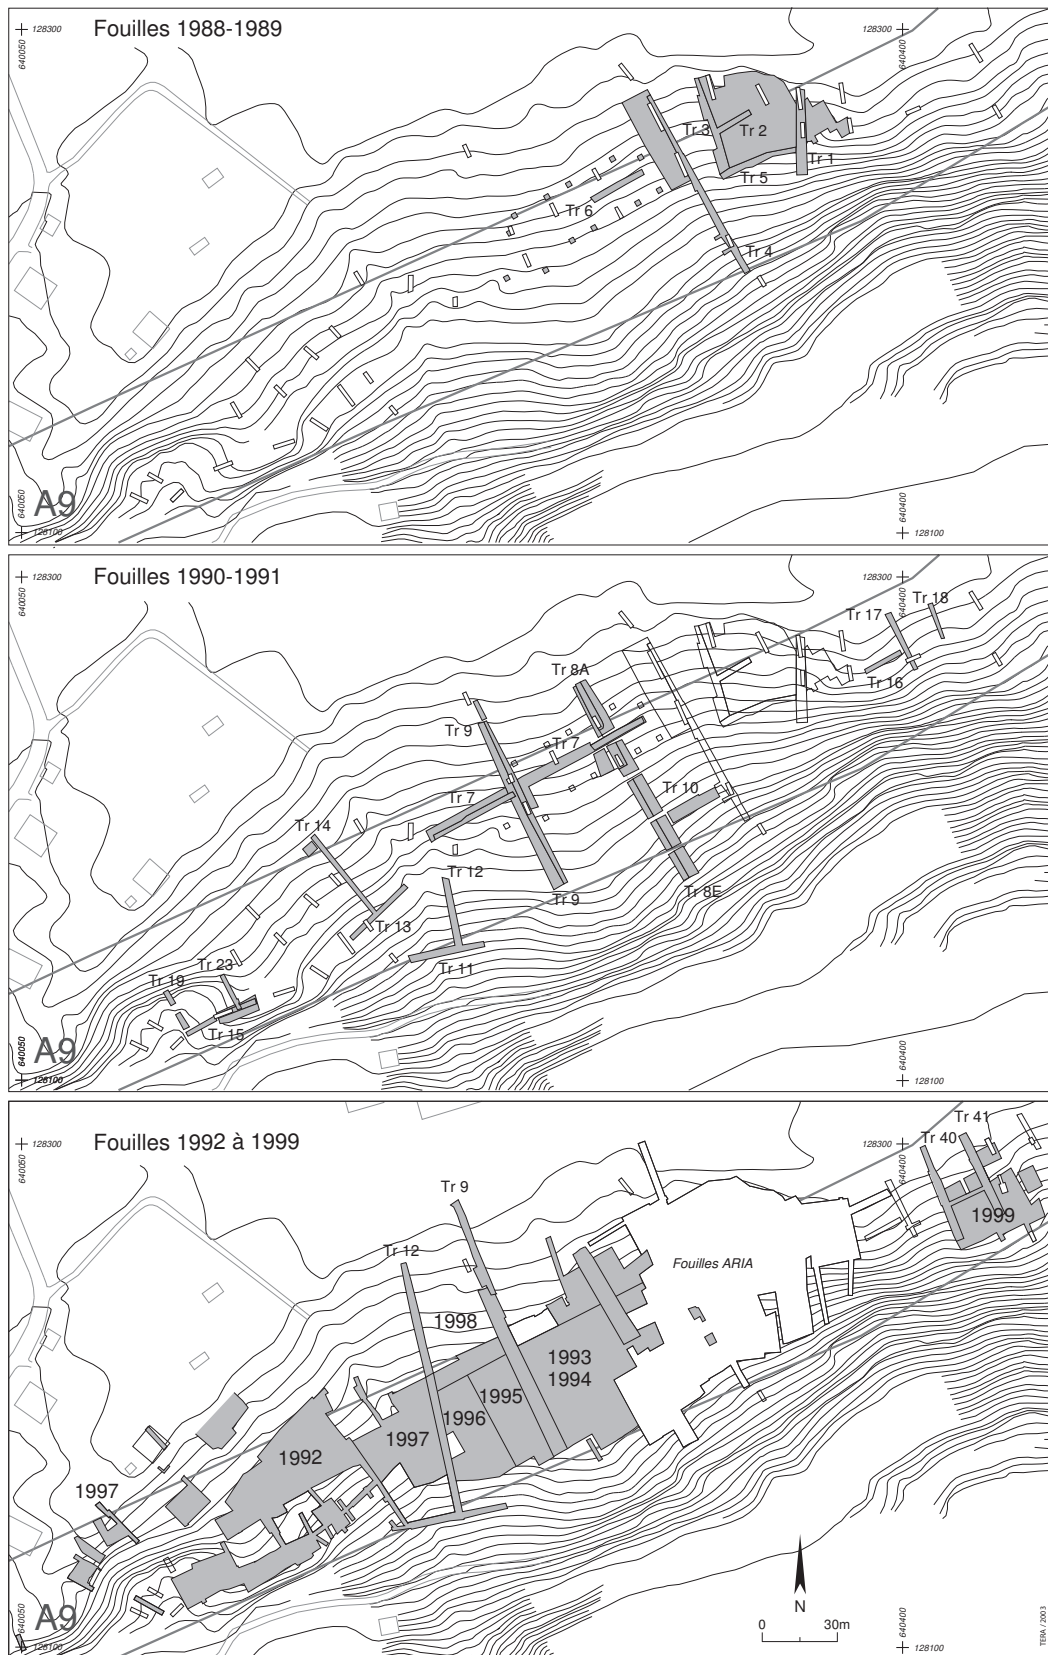 Fouilles 1988-1989
128300
640050
128300
640400
Tr 3
Tr 2
Tr 1
Tr 5
Tr 6
Tr 4
A9
640050
128100
640400
128100
Fouilles 1990-1991
128300
640050
128300
640400
Tr 18
Tr 17
Tr 16
Tr 8A
Tr 9
Tr 7
Tr 10
Tr 7
Tr 14
Tr 12
Tr 9
Tr 8E
Tr 13
Tr 11
Tr 23
Tr 19
Tr 15
A9
640050
128100
640400
128100
Fouilles 1992 à 1999
128300
640050
128300
640400
Tr 41
Tr 40
1999
Tr 9
Tr 12
Fouilles ARIA
1998
1993
1994
1995
1996
1997
1992
1997
A9
640050
128100
N
0 30m
640400
128100
TERA / 2003